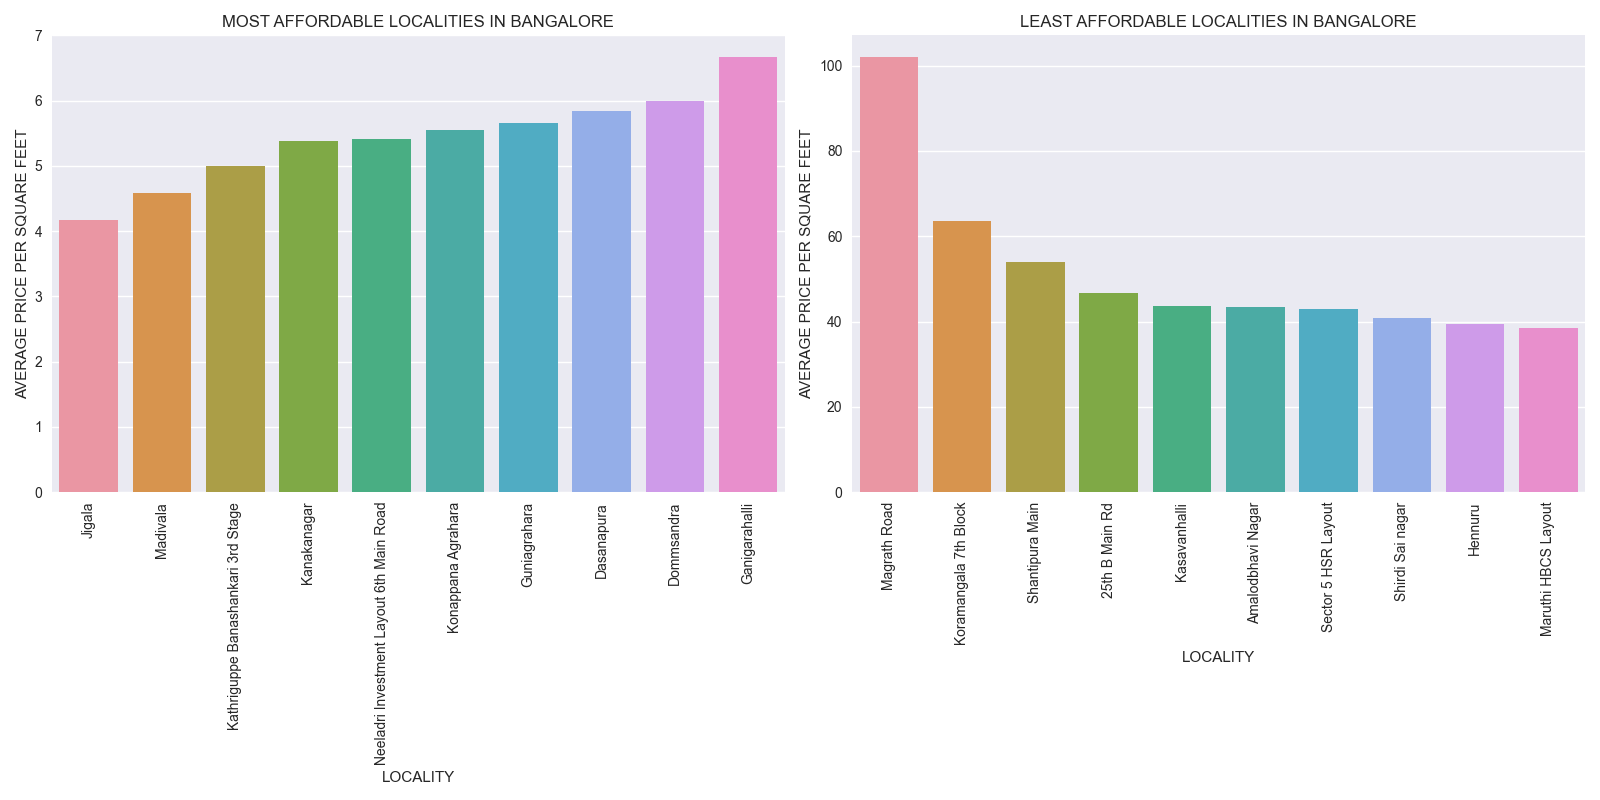 MOST AFFORDABLE LOCALITIES IN BANGALORE
AVERAGE PRICE PER SQUARE FEET
7
6
5
4
3
2
1
0
Jigala
Madivala
Kathriguppe Banashankari 3rd Stage
Kanakanagar
Neeladri Investment Layout 6th Main Road
Konappana Agrahara
Guniagrahara
Dasanapura
Dommsandra
Ganigarahalli
LOCALITY
LEAST AFFORDABLE LOCALITIES IN BANGALORE
AVERAGE PRICE PER SQUARE FEET
100
80
60
40
20
0
Magrath Road
Koramangala 7th Block
Shantipura Main
25th B Main Rd
Kasavanhalli
Amalodbhavi Nagar
Sector 5 HSR Layout
Shirdi Sai nagar
Hennuru
Maruthi HBCS Layout
LOCALITY